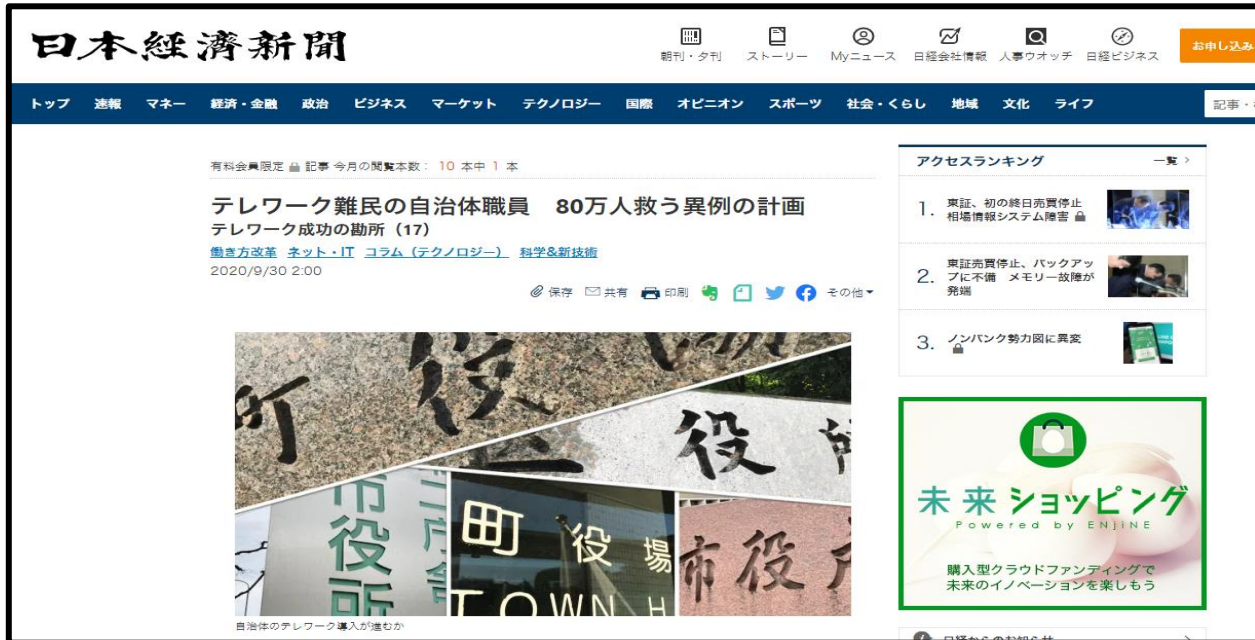 日本経済新聞
朝刊・夕刊 ストーリー Myニュース 日経会社情報 人事ウオッチ 日経ビジネス
お申し込み
トップ 速報 マネー 経済・金融 政治 ビジネス マーケット テクノロジー 国際 オピニオン スポーツ 社会・くらし 地域 文化 ライフ
記事・
有料会員限定 記事 今月の閲覧本数: 10 本中 1 本
テレワーク難民の自治体職員 80万人救う異例の計画
テレワーク成功の勘所(17)
働き方改革 ネット・IT コラム(テクノロジー) 科学&新技術
2020/9/30 2:00
保存 共有 印刷 その他
町役
役
市役所
町役場
TOWN H
市役
自治体のテレワーク導入が進むか
アクセスランキング 一覧
1. 東証、初の終日売買停止
相場情報システム障害
2. 東証売買停止、バックアッ
プに不備 メモリー故障が
発端
3. ノンバンク勢力図に異変
未来ショッピング
Powered by ENjiNE
購入型クラウドファンディングで
未来のイノベーションを楽しもう
日経からのお知らせ